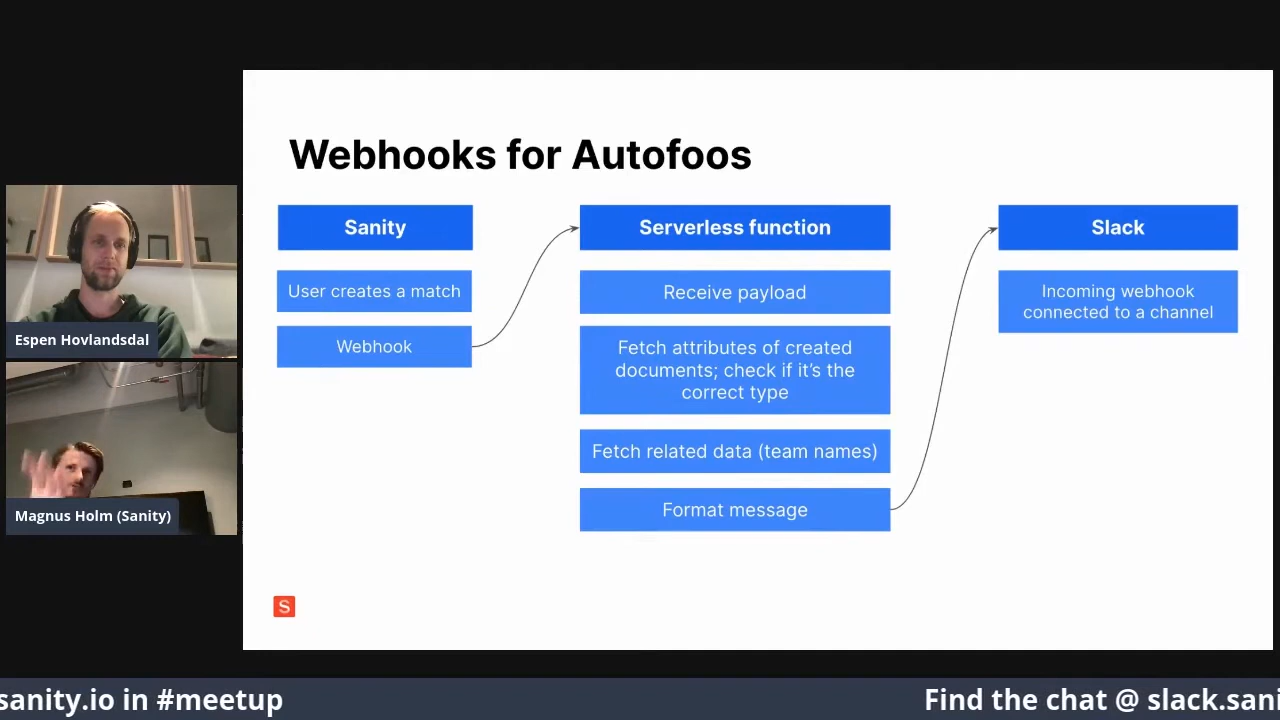 Webhooks for Autofoos
Sanity
User creates a match
Webhook
Serverless function
Receive payload
Fetch attributes of created
documents; check if it’s the
correct type
Fetch related data (team names)
Format message
Slack
Incoming webhook
connected to a channel
Espen Hovlandsdal
Magnus Holm (Sanity)
S
sanity.io in #meetup
Find the chat @ slack.sani